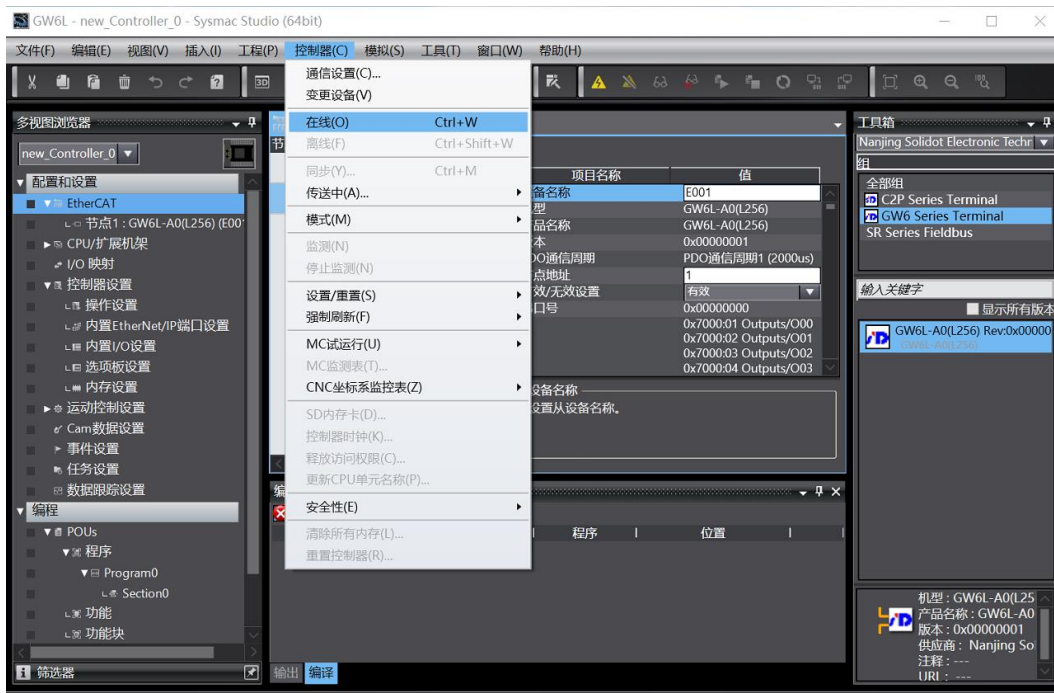 GW6L - new_Controller_0 - Sysmac Studio (64bit)
文件(F) 编辑(E) 视图(V) 插入(I) 工程(P) 控制器(C) 模拟(S) 工具(T) 窗口(W) 帮助(H)
通信设置(C)...
变更设备(V)
在线(O) Ctrl+W
离线(F) Ctrl+Shift+W
同步(Y)... Ctrl+M
传送中(A)...
模式(M)
监测(N)
停止监测(N)
设置/重置(S)
强制刷新(F)
MC试运行(U)
MC监测表(T)...
CNC坐标系监控表(Z)
SD内存卡(D)...
控制器时钟(K)...
释放访问权限(C)...
更新CPU单元名称(P)...
安全性(E)
清除所有内存(L)...
重置控制器(R)...
多视图浏览器
new_Controller_0
配置和设置
EtherCAT
节点1 : GW6L-A0(L256) (E00
CPU/扩展机架
I/O 映射
控制器设置
操作设置
内置EtherNet/IP端口设置
内置I/O设置
选项板设置
内存设置
运动控制设置
Cam数据设置
事件设置
任务设置
数据跟踪设置
编程
POUs
程序
Program0
Section0
功能
功能块
筛选器
节
项目名称 值
备名称 E001
型 GW6L-A0(L256)
品名称 GW6L-A0(L256)
本 0x00000001
DO通信周期 PDO通信周期1 (2000us)
点地址 1
效/无效设置 有效
口号 0x00000000
0x7000:01 Outputs/O00
0x7000:02 Outputs/O01
0x7000:03 Outputs/O02
0x7000:04 Outputs/O03
设备名称
设置从设备名称。
编
程序 位置
输出 编译
工具箱
Nanjing Solidot Electronic Techr
组
全部组
C2P Series Terminal
GW6 Series Terminal
SR Series Fieldbus
输入关键字
显示所有版本
GW6L-A0(L256) Rev:0x00000
GW6L-A0(L256)
机型 : GW6L-A0(L25
产品名称 : GW6L-A0
版本 : 0x00000001
供应商 : Nanjing So
注释 : ---
URL : ---